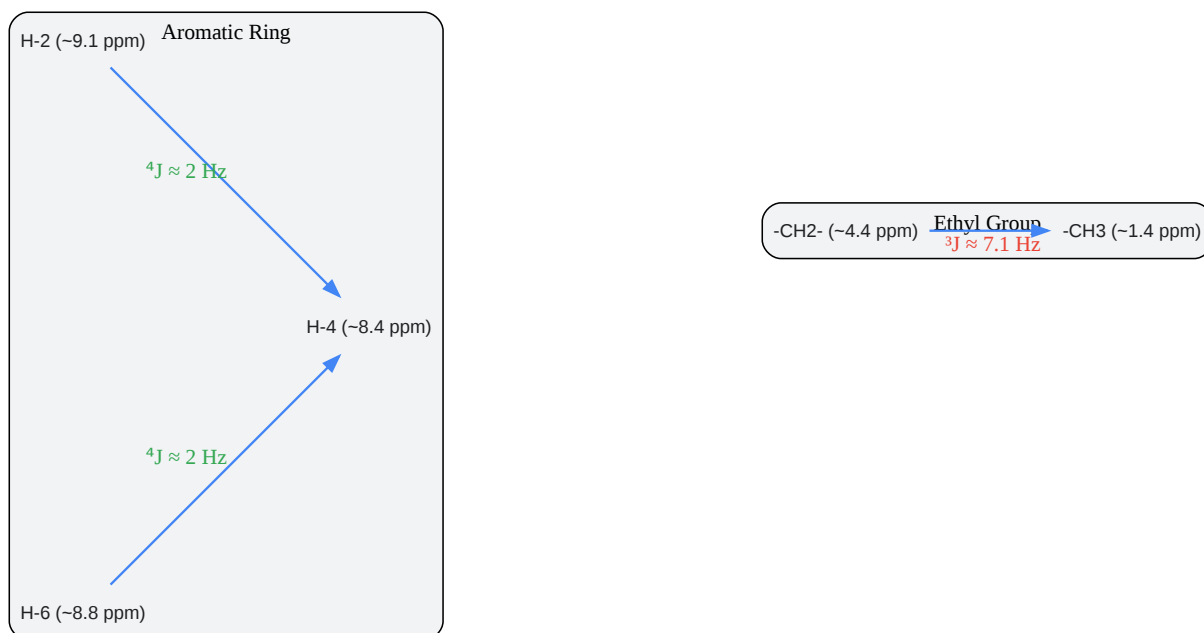 Aromatic Ring
H-2 (~9.1 ppm)
⁴J ≈ 2 Hz
H-4 (~8.4 ppm)
⁴J ≈ 2 Hz
H-6 (~8.8 ppm)
Ethyl Group
-CH2- (~4.4 ppm)
³J ≈ 7.1 Hz
-CH3 (~1.4 ppm)